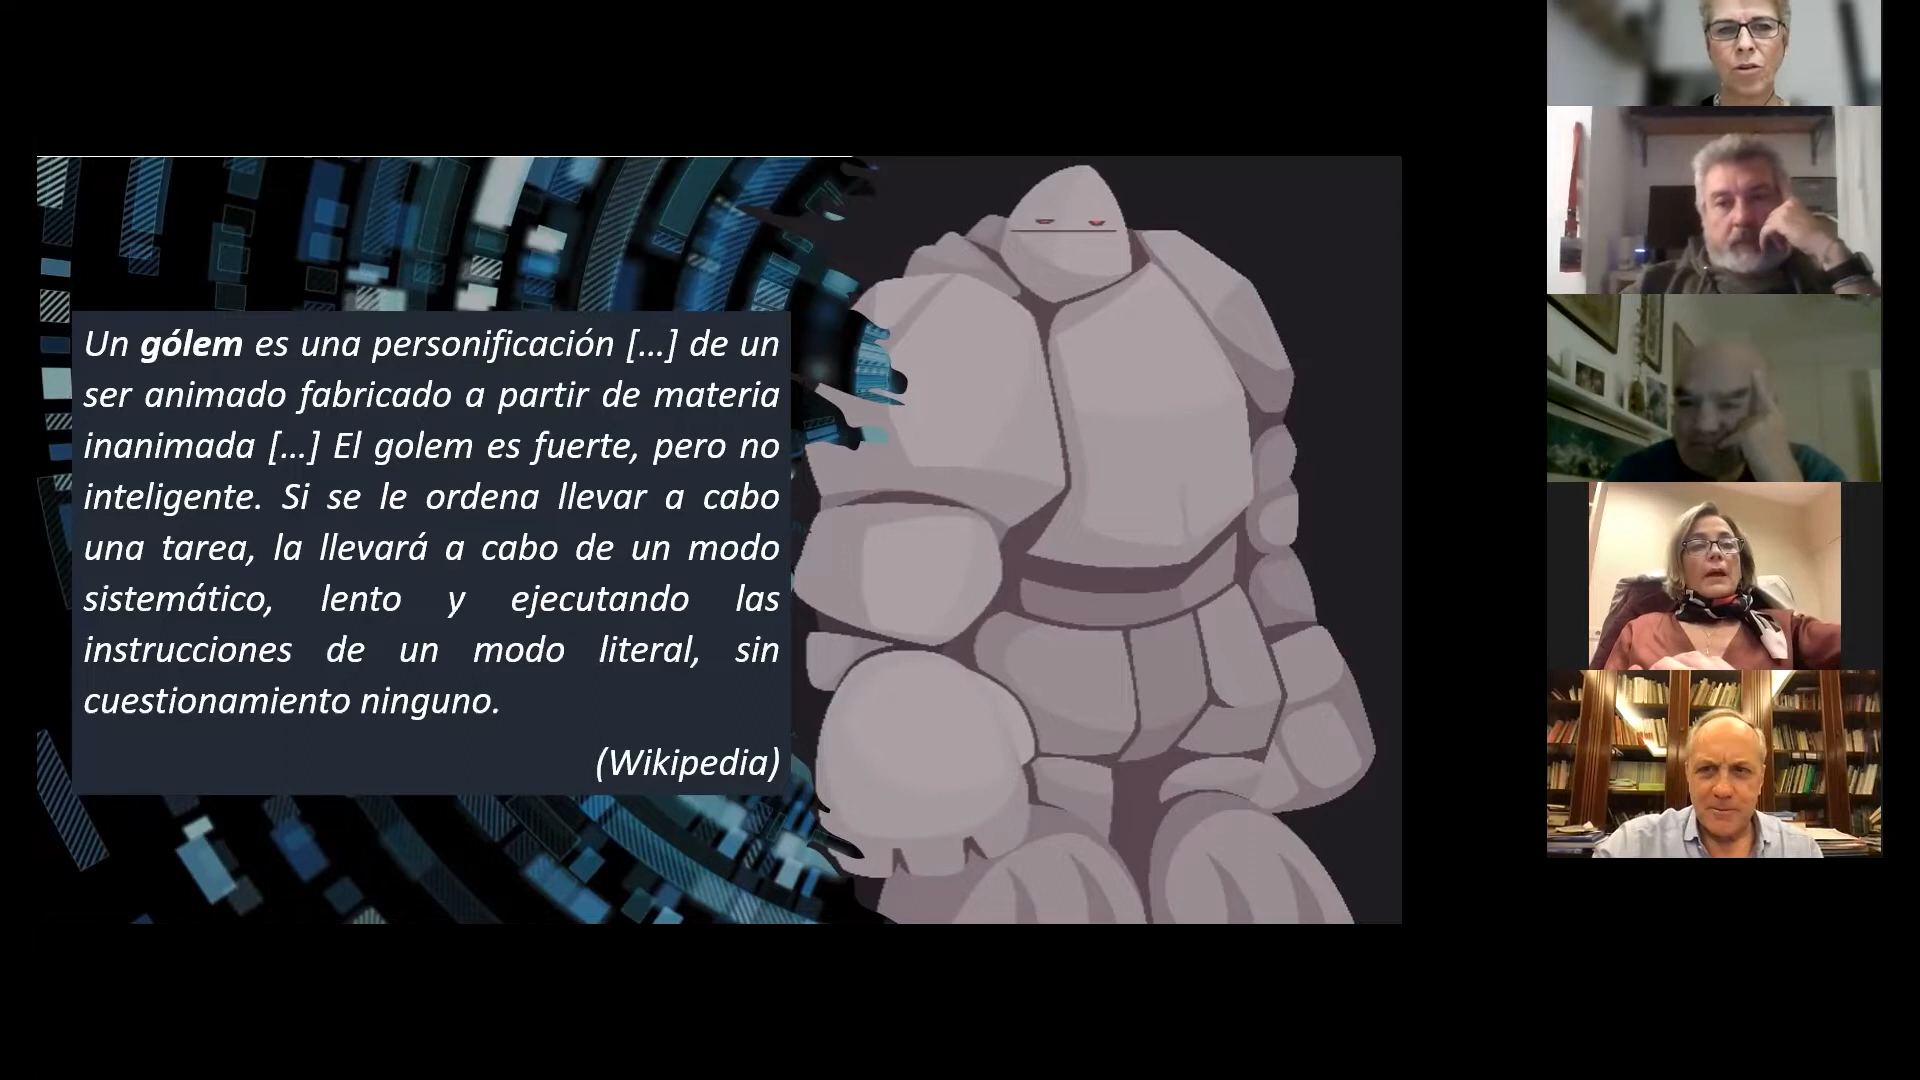 Un gólem es una personificación [...] de un
ser animado fabricado a partir de materia
inanimada [...] El golem es fuerte, pero no
inteligente. Si se le ordena llevar a cabo
una tarea, la llevará a cabo de un modo
sistemático, lento y ejecutando las
instrucciones de un modo literal, sin
cuestionamiento ninguno.
(Wikipedia)